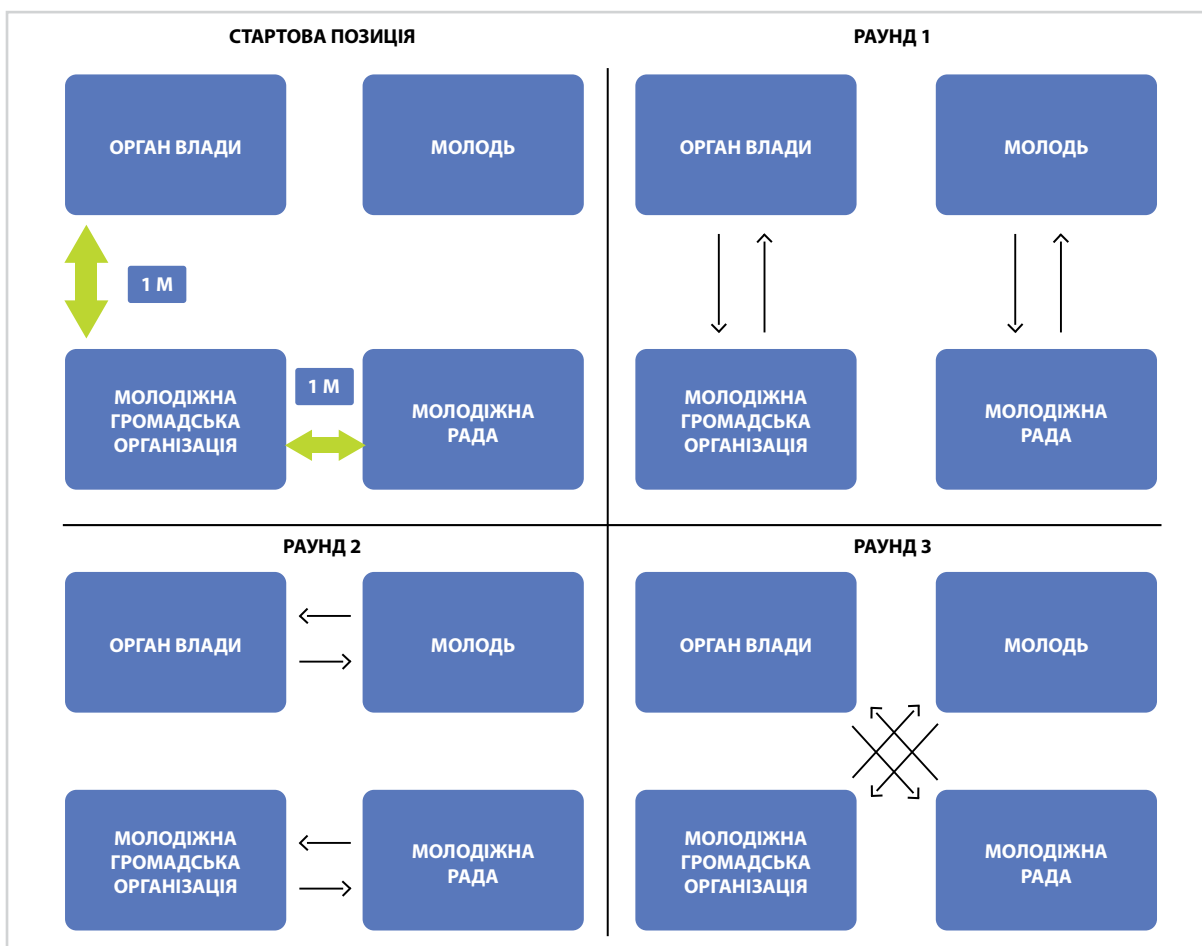 СТАРТОВА ПОЗИЦІЯ
ОРГАН ВЛАДИ
МОЛОДЬ
1 М
МОЛОДІЖНА
ГРОМАДСЬКА
ОРГАНІЗАЦІЯ
1 М
МОЛОДІЖНА
РАДА
РАУНД 1
ОРГАН ВЛАДИ
МОЛОДЬ
МОЛОДІЖНА
ГРОМАДСЬКА
ОРГАНІЗАЦІЯ
МОЛОДІЖНА
РАДА
РАУНД 2
ОРГАН ВЛАДИ
МОЛОДЬ
МОЛОДІЖНА
ГРОМАДСЬКА
ОРГАНІЗАЦІЯ
МОЛОДІЖНА
РАДА
РАУНД 3
ОРГАН ВЛАДИ
МОЛОДЬ
МОЛОДІЖНА
ГРОМАДСЬКА
ОРГАНІЗАЦІЯ
МОЛОДІЖНА
РАДА